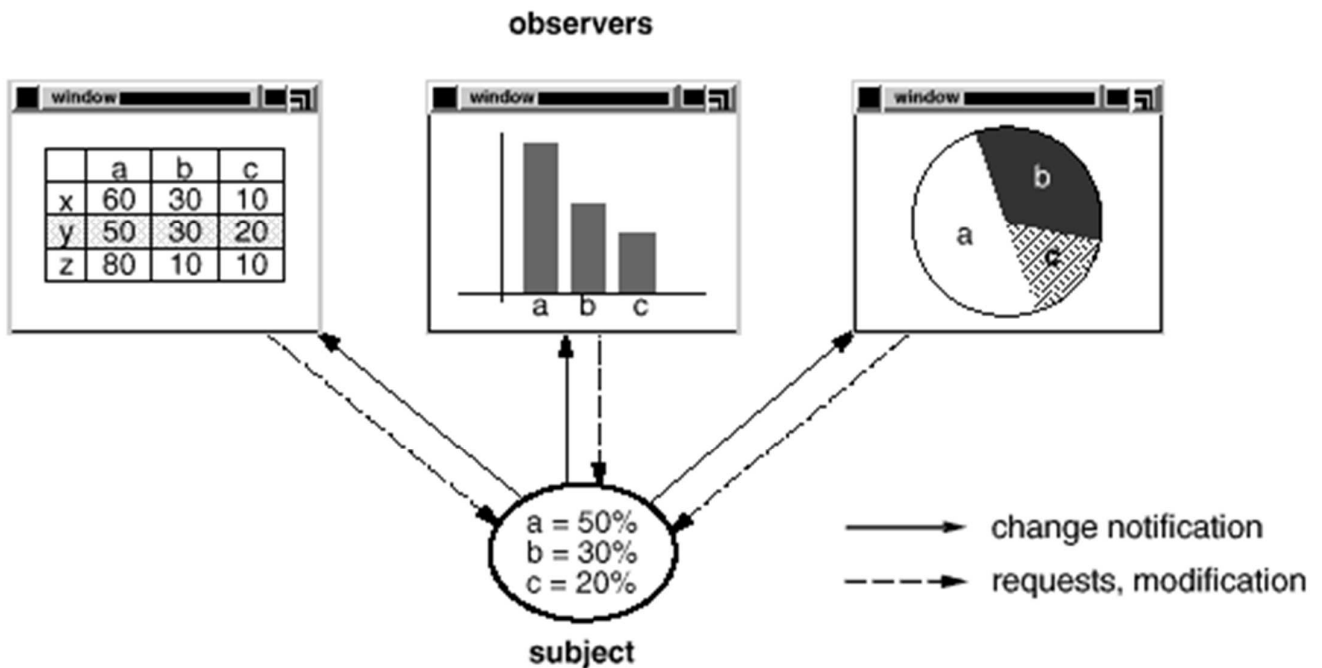 observers
window
window
window
a b c
x 60 30 10
y 50 30 20
z 80 10 10
a b c
a
b
c
a = 50%
b = 30%
c = 20%
subject
change notification
requests, modification